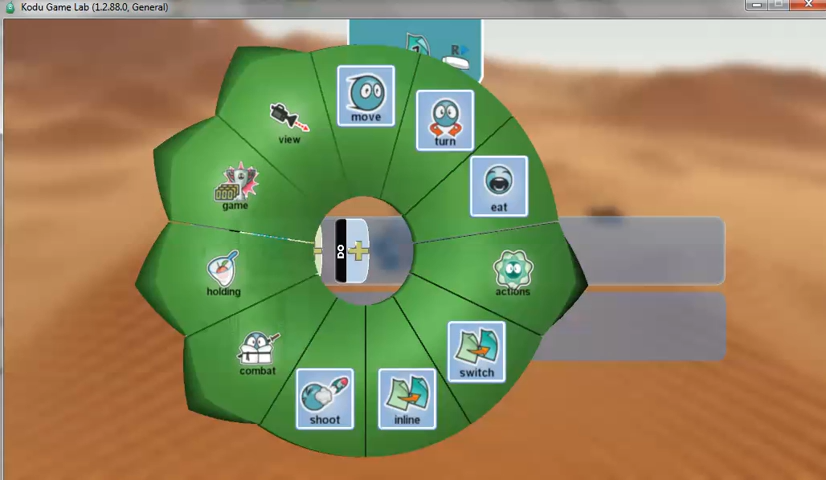 Kodu Game Lab (1.2.88.0, General)
R
move
view
turn
game
eat
DO
holding
actions
combat
switch
shoot
inline